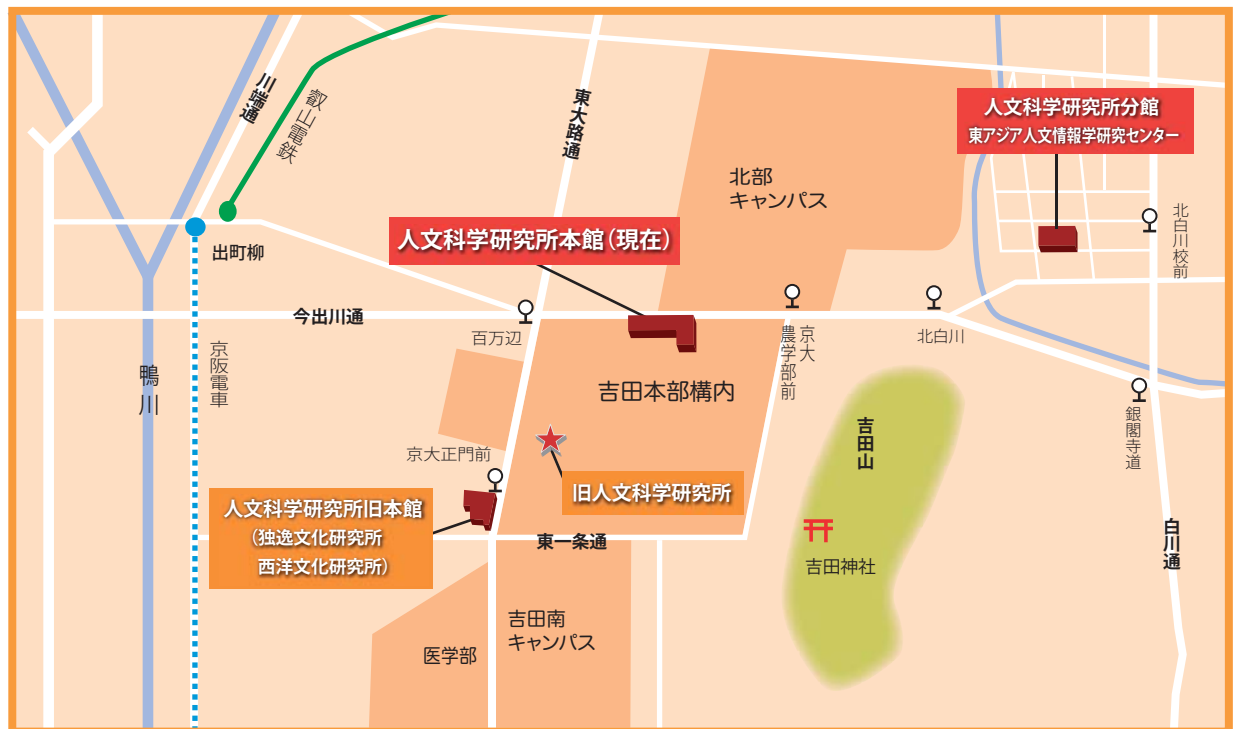 川端通
叡山電鉄
東大路通
人文科学研究所分館
東アジア人文情報学研究センター
北部
キャンパス
北白川校前
人文科学研究所本館（現在）
出町柳
今出川通
百万辺
京大
農学部前
北白川
京阪電車
鴨川
吉田本部構内
銀閣寺道
吉田山
京大正門前
旧人文科学研究所
人文科学研究所旧本館
（独逸文化研究所
西洋文化研究所）
東一条通
白川通
吉田神社
吉田南
キャンパス
医学部